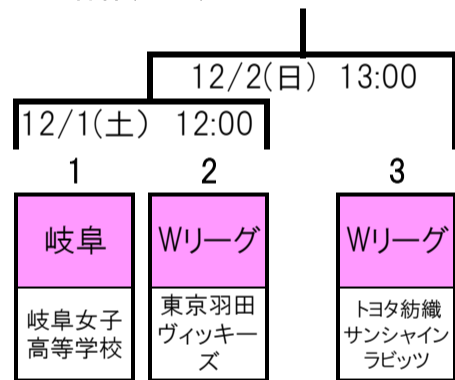 12/2(日) 13:00
12/1(土) 12:00
1 2 3
岐阜 Wリーグ Wリーグ
岐阜女子
高等学校
東京羽田
ヴィッキー
ズ
トヨタ紡織
サンシャイン
ラビッツ